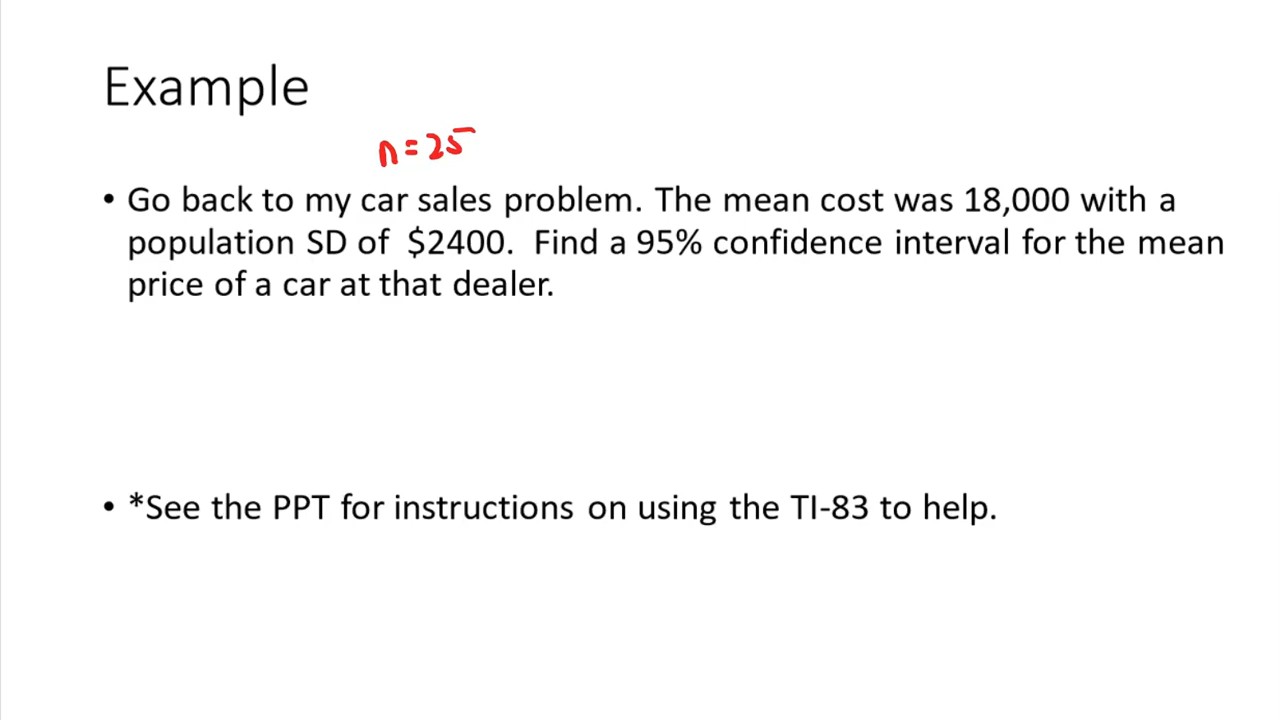 Example
n = 25
• Go back to my car sales problem. The mean cost was 18,000 with a
population SD of $2400. Find a 95% confidence interval for the mean
price of a car at that dealer.
• *See the PPT for instructions on using the TI-83 to help.